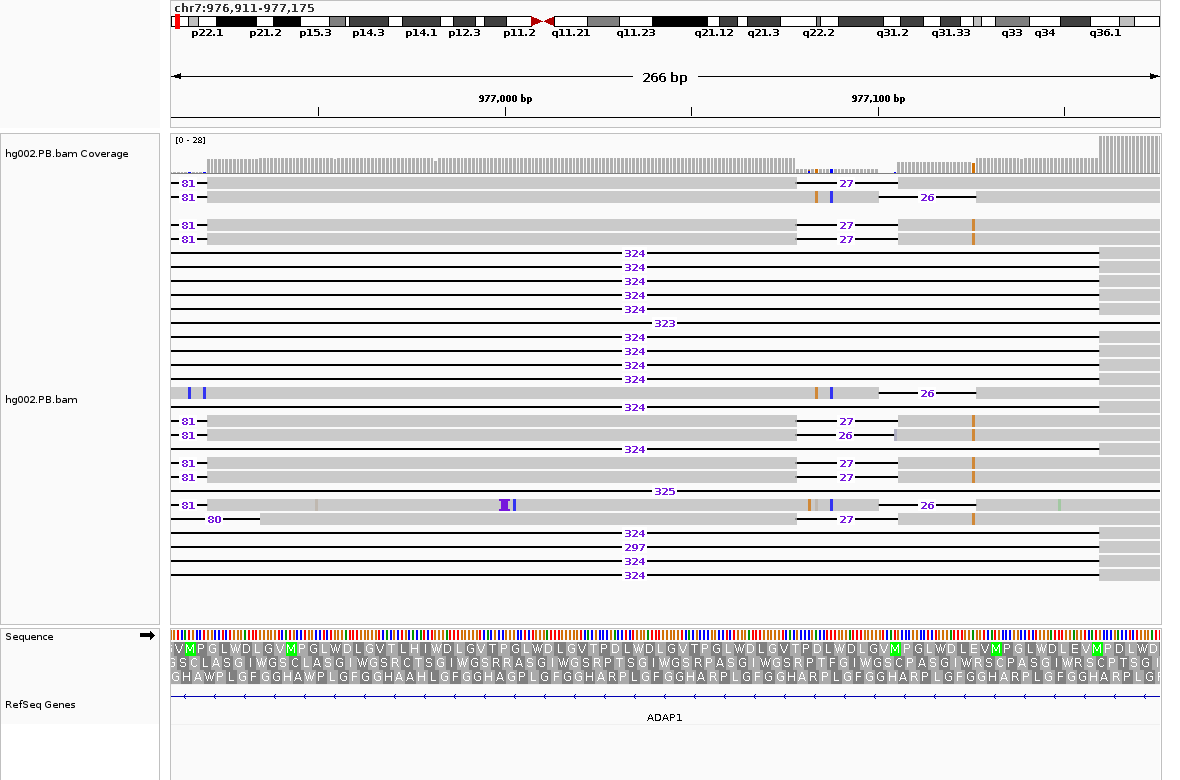 chr7:976,911-977,175
p22.1 p21.2 p15.3 p14.3 p14.1 p12.3 p11.2 q11.21 q11.23 q21.12 q21.3 q22.2 q31.2 q31.33 q33 q34 q36.1
266 bp
977,000 bp 977,100 bp
[0 - 28]
hg002.PB.bam Coverage
81 27
81 26
81 27
81 27
324
324
324
324
324
323
324
324
324
324
26
hg002.PB.bam
324
81 27
81 26
324
81 27
81 27
325
81 26
80 27
324
297
324
324
Sequence
RefSeq Genes
ADAP1